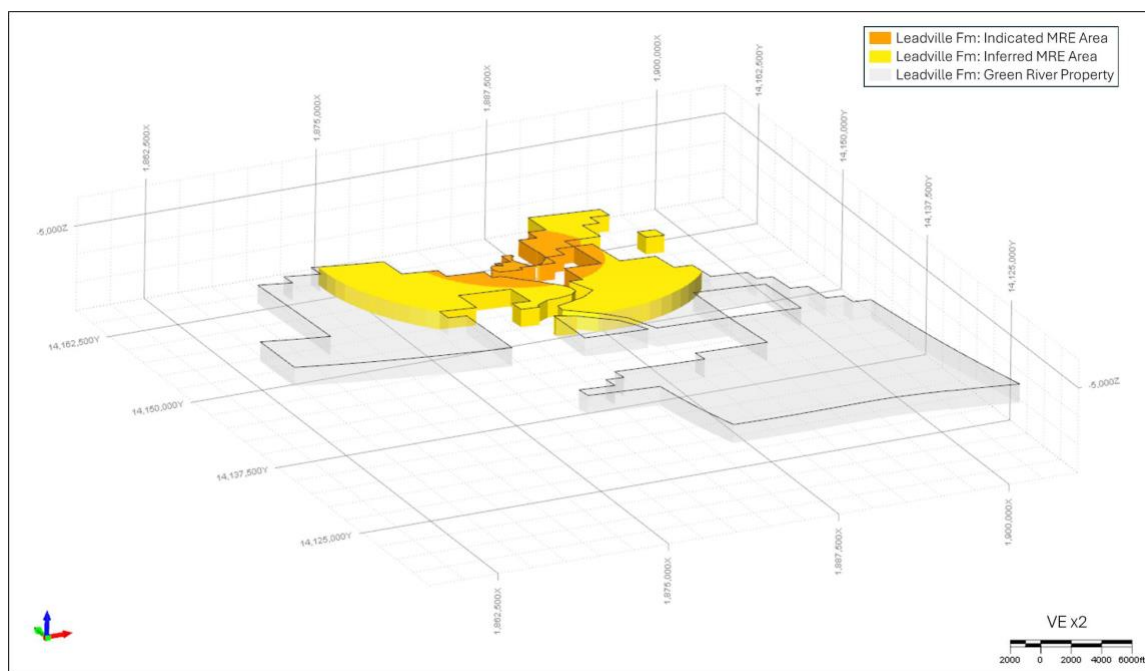 Leadville Fm: Indicated MRE Area
Leadville Fm: Inferred MRE Area
Leadville Fm: Green River Property
1,862,500X
1,875,000X
1,887,500X
1,900,000X
14,162,500Y
14,150,000Y
14,137,500Y
14,125,000Y
-5,000Z
-5,000Z
14,162,500Y
14,150,000Y
14,137,500Y
14,125,000Y
1,862,500X
1,875,000X
1,887,500X
1,900,000X
VE x2
2000 0 2000 4000 6000ft